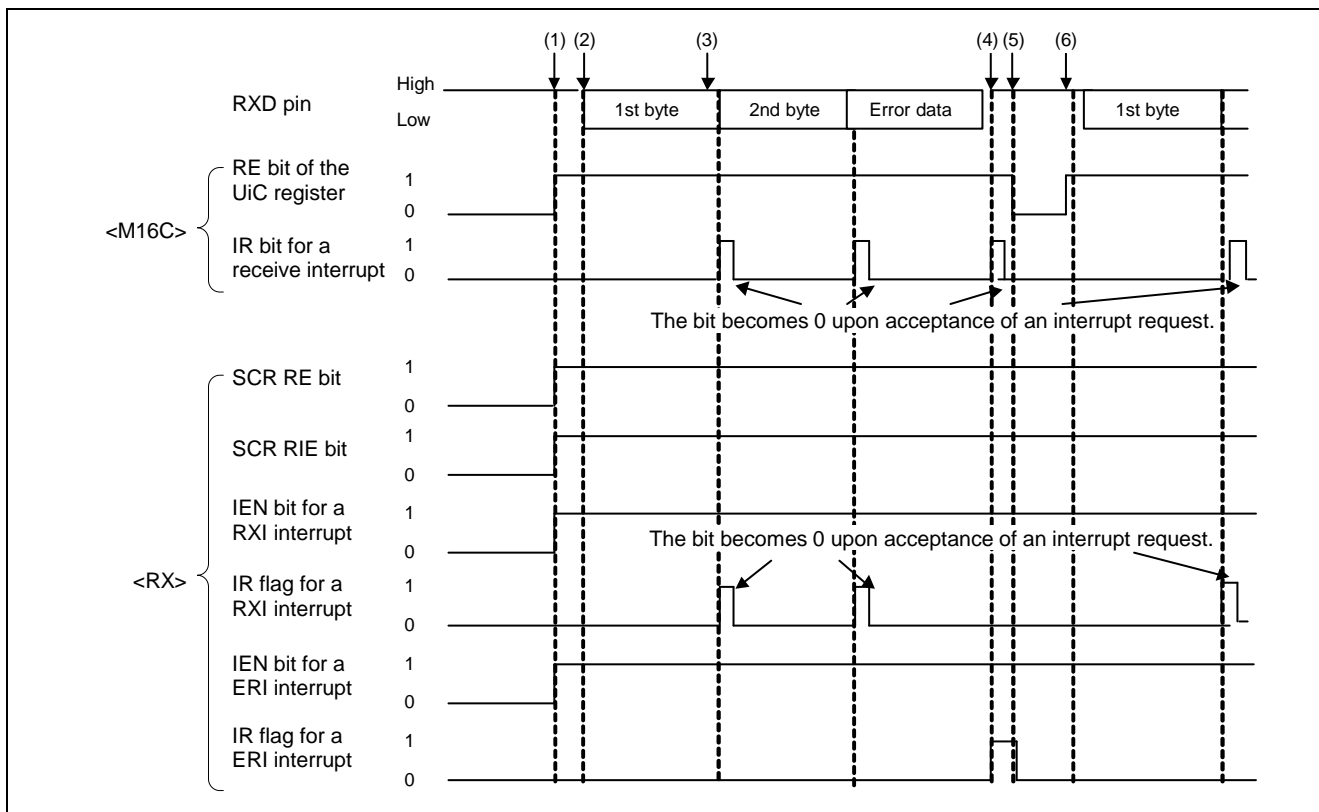 (1) (2) (3) (4) (5) (6)
RXD pin
High
Low
1st byte 2nd byte Error data 1st byte
<M16C>
RE bit of the
UiC register
1
0
IR bit for a
receive interrupt
1
0
The bit becomes 0 upon acceptance of an interrupt request.
<RX>
SCR RE bit
1
0
SCR RIE bit
1
0
IEN bit for a
RXI interrupt
1
0
The bit becomes 0 upon acceptance of an interrupt request.
IR flag for a
RXI interrupt
1
0
IEN bit for a
ERI interrupt
1
0
IR flag for a
ERI interrupt
1
0